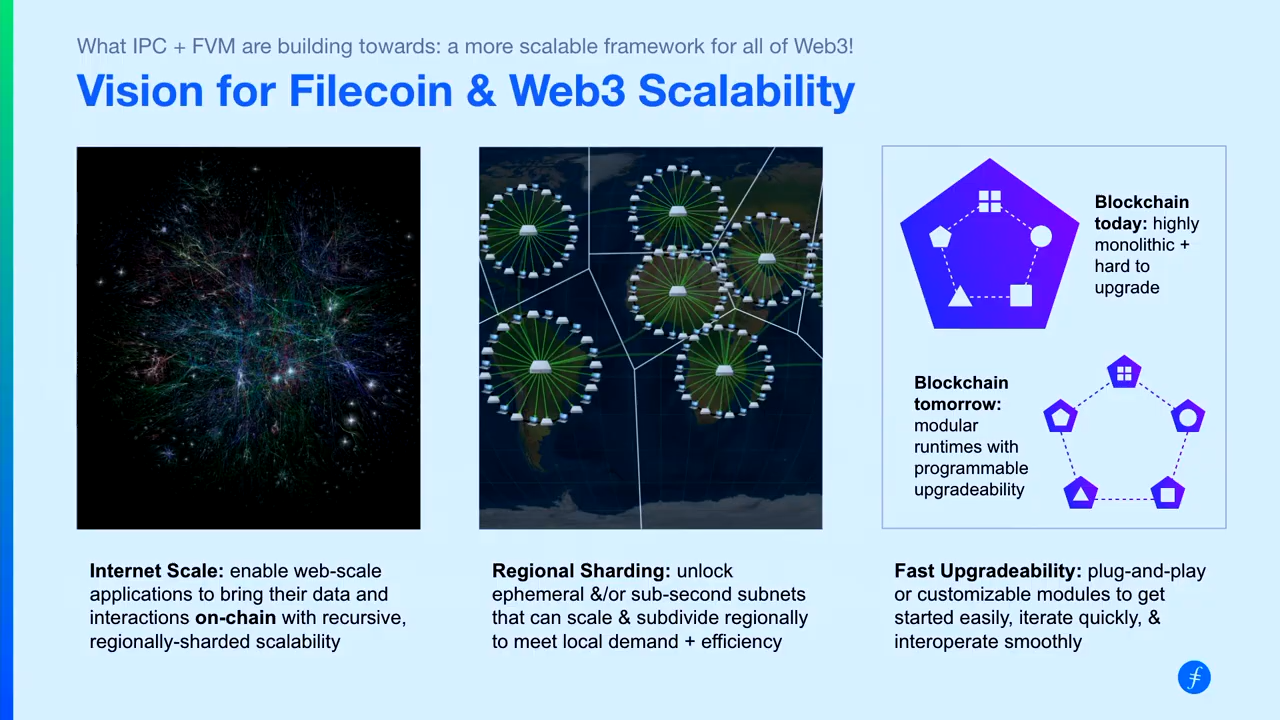 What IPC + FVM are building towards: a more scalable framework for all of Web3!
Vision for Filecoin & Web3 Scalability
Blockchain
today: highly
monolithic +
hard to
upgrade
Blockchain
tomorrow:
modular
runtimes with
programmable
upgradeability
Internet Scale: enable web-scale
applications to bring their data and
interactions on-chain with recursive,
regionally-sharded scalability
Regional Sharding: unlock
ephemeral &/or sub-second subnets
that can scale & subdivide regionally
to meet local demand + efficiency
Fast Upgradeability: plug-and-play
or customizable modules to get
started easily, iterate quickly, &
interoperate smoothly